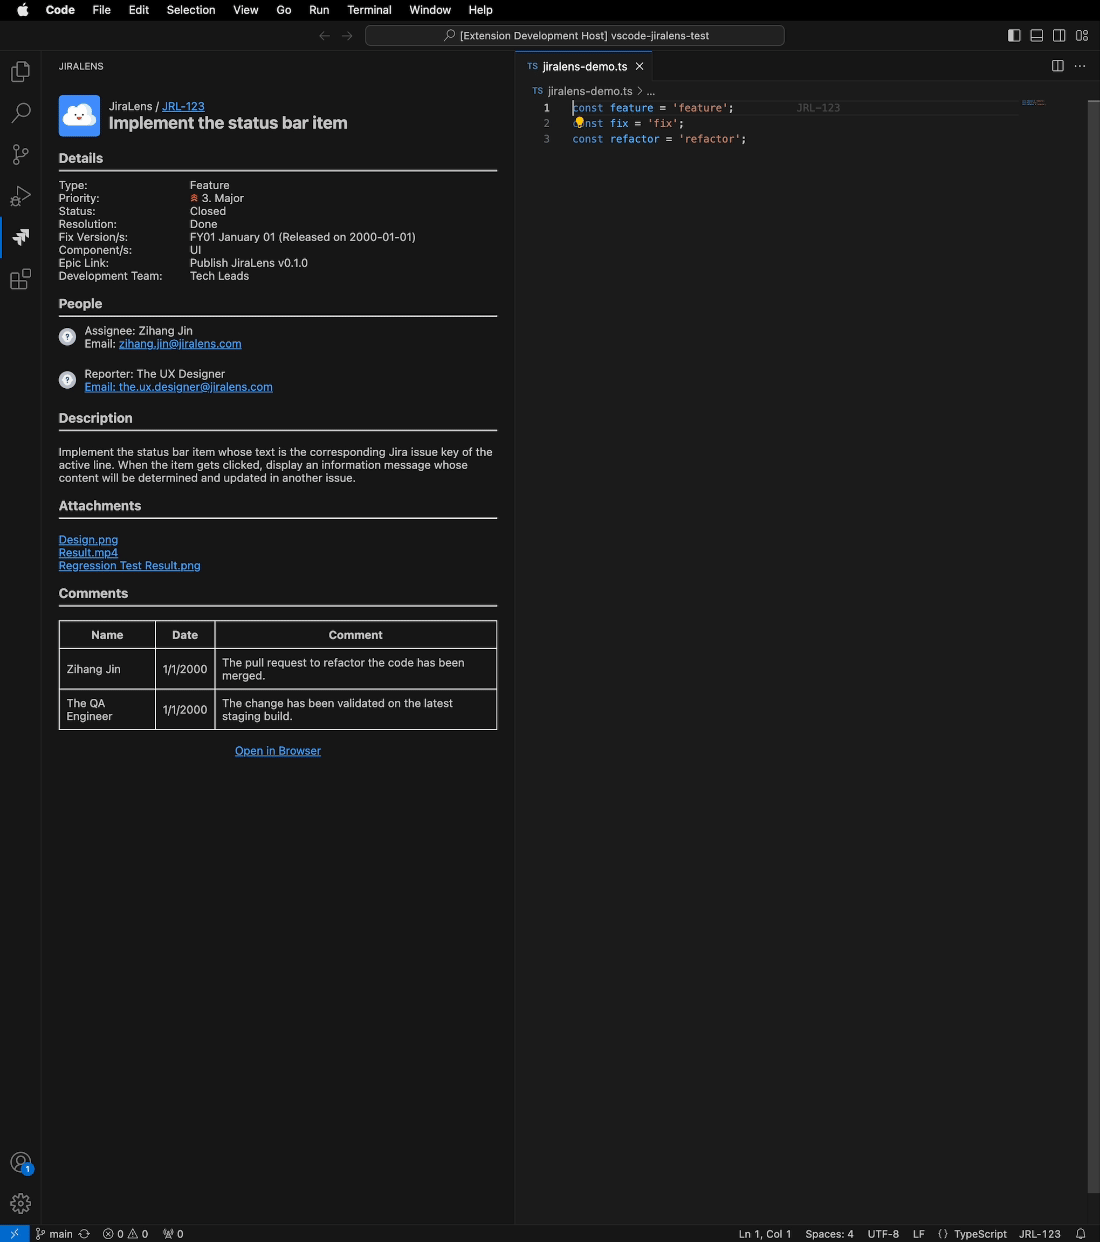 Code File Edit Selection View Go Run Terminal Window Help
[Extension Development Host] vscode-jiralens-test
JIRALENS
JiraLens / JRL-123
Implement the status bar item
Details
Type: Feature
Priority: 3. Major
Status: Closed
Resolution: Done
Fix Version/s: FY01 January 01 (Released on 2000-01-01)
Component/s: UI
Epic Link: Publish JiraLens v0.1.0
Development Team: Tech Leads
People
Assignee: Zihang Jin
Email: zihang.jin@jiralens.com
Reporter: The UX Designer
Email: the.ux.designer@jiralens.com
Description
Implement the status bar item whose text is the corresponding Jira issue key of the
active line. When the item gets clicked, display an information message whose
content will be determined and updated in another issue.
Attachments
Design.png
Result.mp4
Regression Test Result.png
Comments
Name Date Comment
Zihang Jin 1/1/2000 The pull request to refactor the code has been
merged.
The QA
Engineer 1/1/2000 The change has been validated on the latest
staging build.
Open in Browser
TS jiralens-demo.ts
TS jiralens-demo.ts > ...
1 const feature = 'feature'; JRL-123
2 const fix = 'fix';
3 const refactor = 'refactor';
1
main 0 0 0 Ln 1, Col 1 Spaces: 4 UTF-8 LF {} TypeScript JRL-123